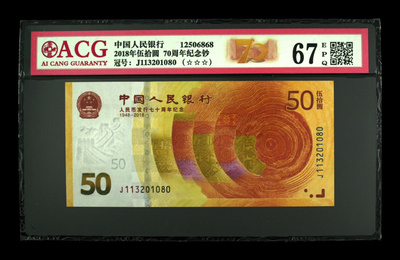 ACG
AI CANG GUARANTY
中国人民银行 12506868
2018年伍拾圆 70周年纪念钞
冠号: J113201080 (☆☆☆)
70
67 EPQ
中国人民银行
人民币发行七十周年纪念
1948-2018
50
伍拾圆
50
50
J113201080